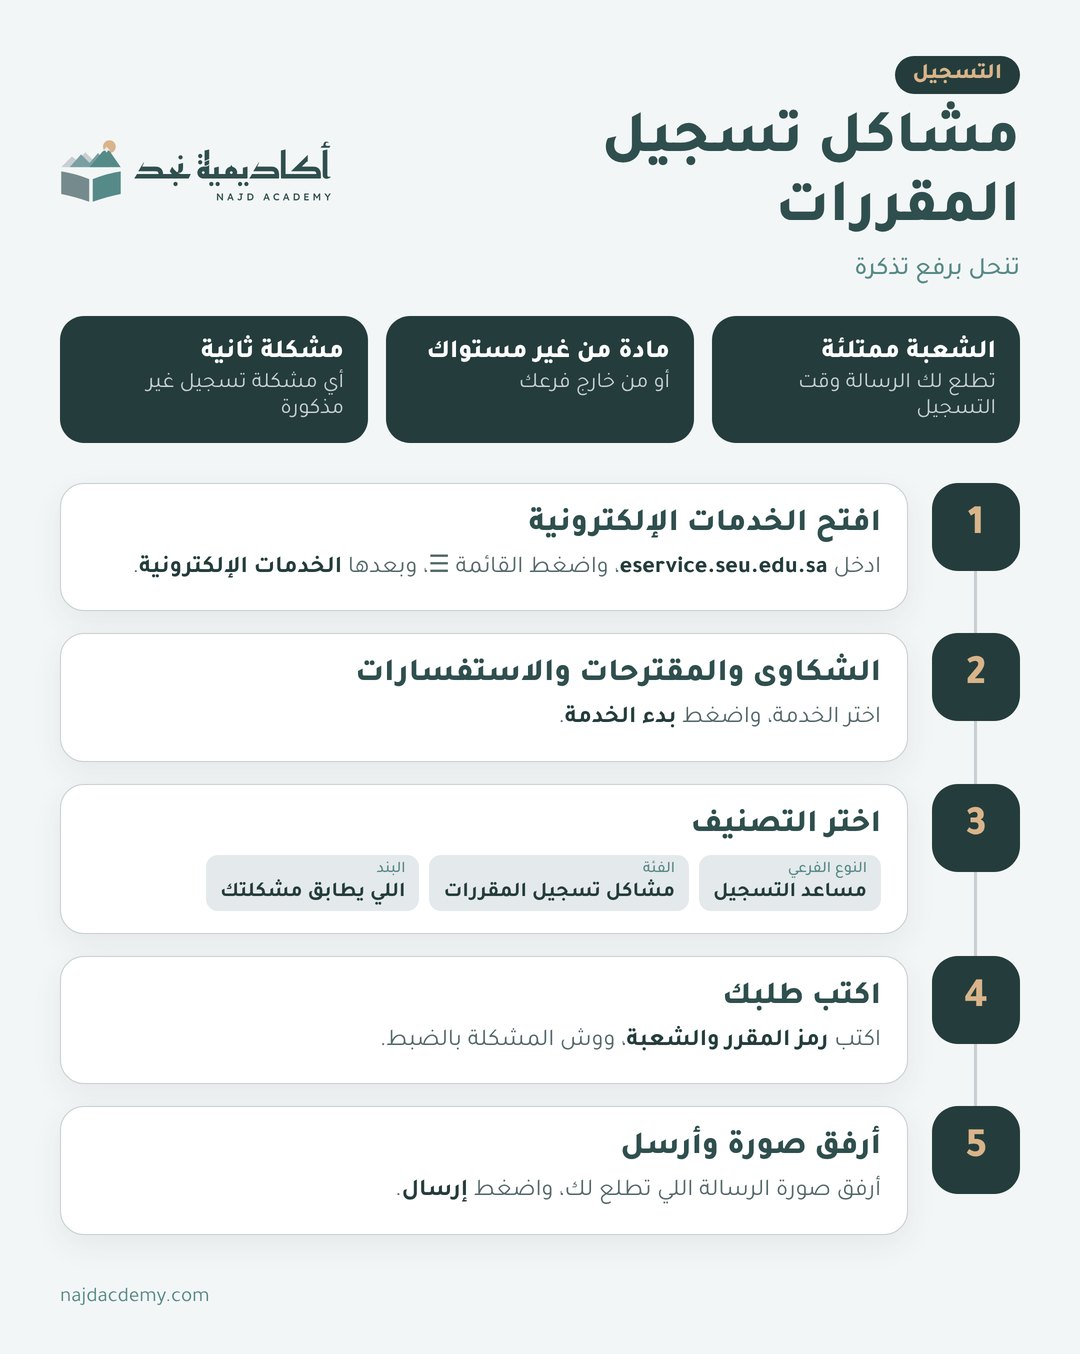 التسجيل
مشاكل تسجيل
المقررات
تنحل برفع تذكرة
أكاديمية نجد
NAJD ACADEMY
الشعبة ممتلئة
تطلع لك الرسالة وقت
التسجيل
مادة من غير مستواك
أو من خارج فرعك
مشكلة ثانية
أي مشكلة تسجيل غير
مذكورة
1
افتح الخدمات الإلكترونية
ادخل eservice.seu.edu.sa، واضغط القائمة ☰، وبعدها الخدمات الإلكترونية.
2
الشكاوى والمقترحات والاستفسارات
اختر الخدمة، واضغط بدء الخدمة.
3
اختر التصنيف
النوع الفرعي
مساعد التسجيل
الفئة
مشاكل تسجيل المقررات
البند
اللي يطابق مشكلتك
4
اكتب طلبك
اكتب رمز المقرر والشعبة، ووش المشكلة بالضبط.
5
أرفق صورة وأرسل
أرفق صورة الرسالة اللي تطلع لك، واضغط إرسال.
najdacdemy.com